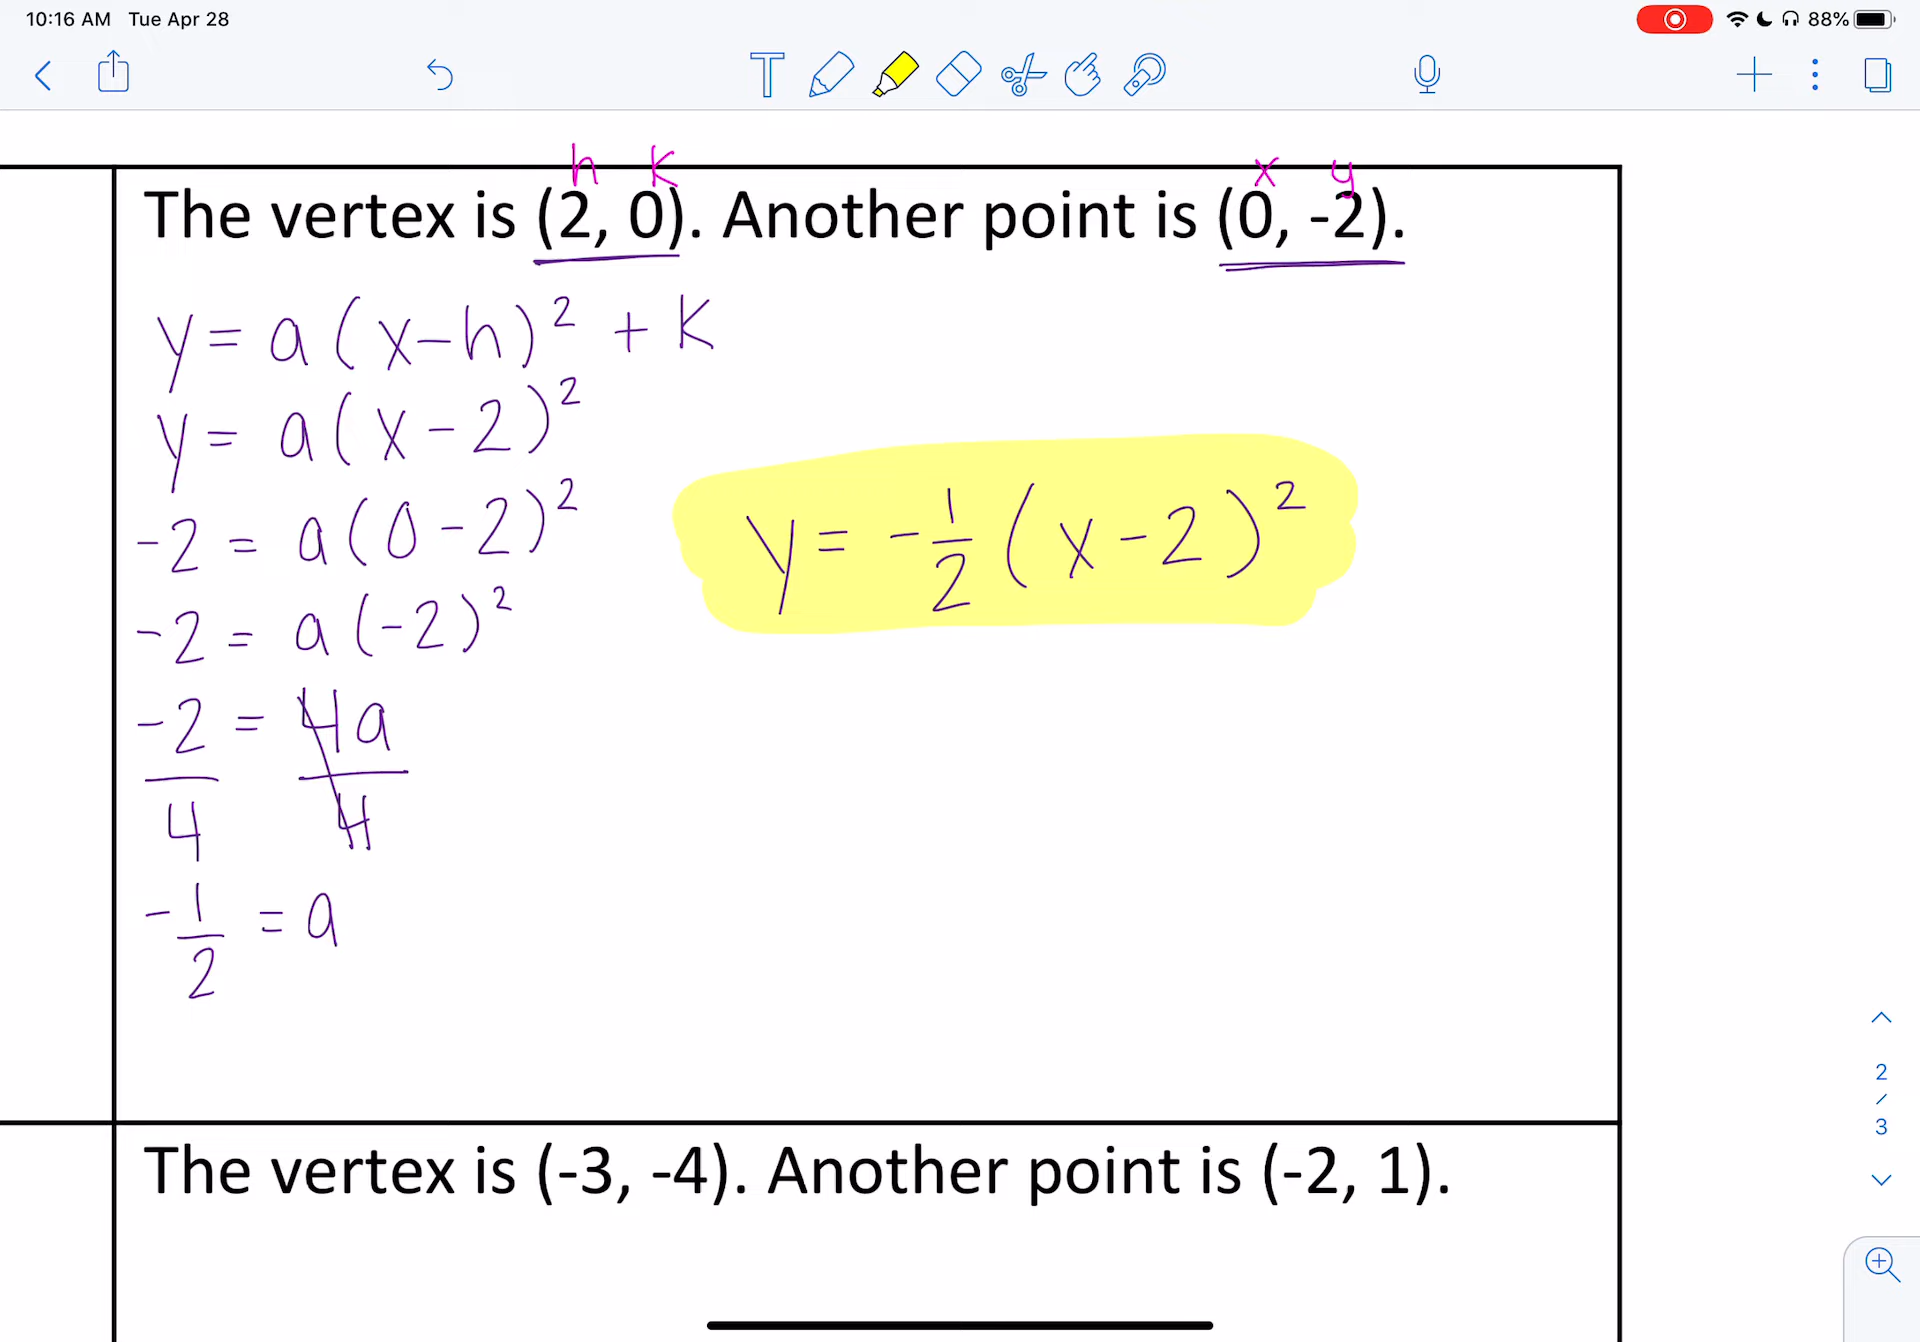 10:16 AM Tue Apr 28 88%
T
h k x y
The vertex is (2, 0). Another point is (0, -2).
y = a(x-h)² + k
y = a(x-2)²
-2 = a(0-2)²
y = -1/2 (x-2)²
-2 = a(-2)²
-2/4 = 4a/4
-1/2 = a
2
/
3
The vertex is (-3, -4). Another point is (-2, 1).